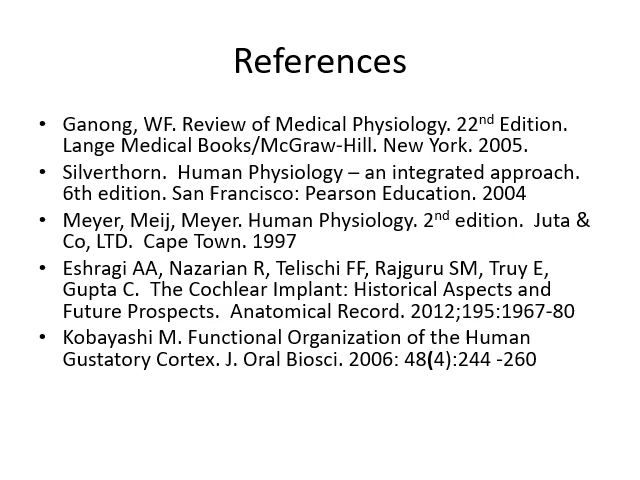 References
• Ganong, WF. Review of Medical Physiology. 22nd Edition.
Lange Medical Books/McGraw-Hill. New York. 2005.
• Silverthorn.  Human Physiology – an integrated approach.
6th edition. San Francisco: Pearson Education. 2004
• Meyer, Meij, Meyer. Human Physiology. 2nd edition.  Juta &
Co, LTD.  Cape Town. 1997
• Eshragi AA, Nazarian R, Telischi FF, Rajguru SM, Truy E,
Gupta C.  The Cochlear Implant: Historical Aspects and
Future Prospects.  Anatomical Record. 2012;195:1967-80
• Kobayashi M. Functional Organization of the Human
Gustatory Cortex. J. Oral Biosci. 2006: 48(4):244 -260